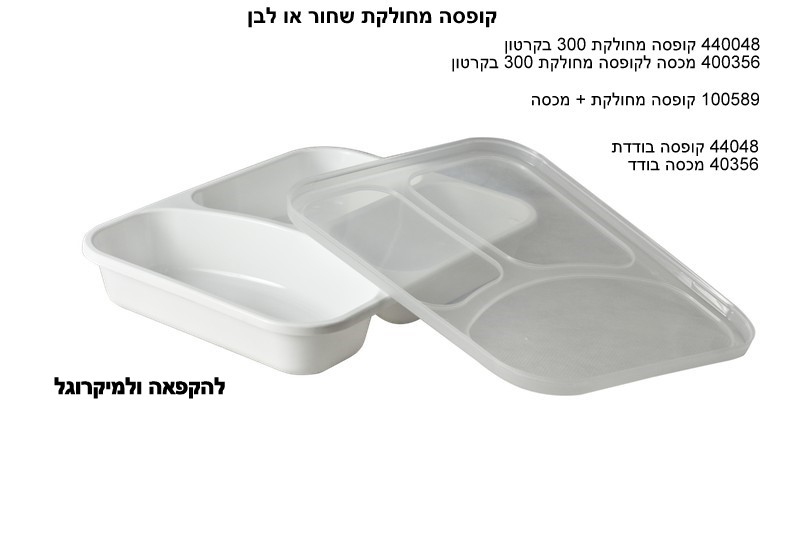 קופסה מחולקת שחור או לבן
440048 קופסה מחולקת 300 בקרטון
400356 מכסה לקופסה מחולקת 300 בקרטון
100589 קופסה מחולקת + מכסה
44048 קופסה בודדת
40356 מכסה בודד
להקפאה ולמיקרוגל